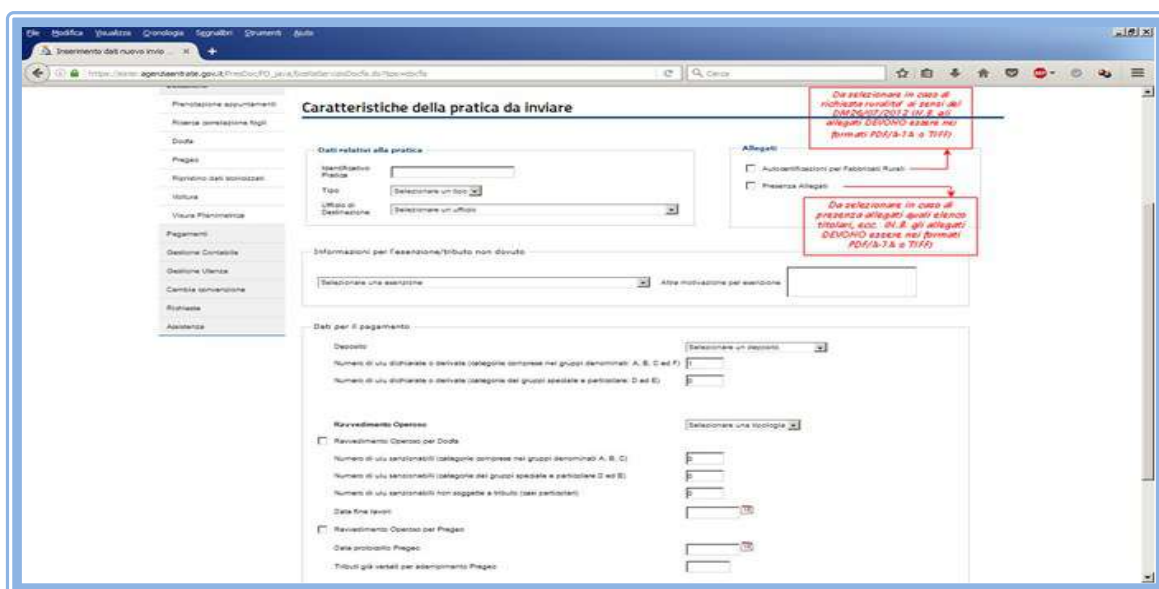 File Modifica Visualizza Cronologia Segnalibri Strumenti Aiuto
Inserimento dati nuovo invio ...
agenziaentrate.gov.it
Cerca
Prenotazione appuntamenti
Ricerca correlazione fogli
Docfa
Pregeo
Ripristino dati
Volture
Visura Planimetrica
Pagamenti
Gestione Contabile
Gestione Utenze
Cambia convenzione
Richieste
Assistenza
Caratteristiche della pratica da inviare
Dati relativi alla pratica
Identificativo
Pratica
Tipo Selezionare un tipo
Ufficio di
Destinazione Selezionare un ufficio
Allegati
Autocertificazioni per Fabbricati Rurali
Presenza Allegati
Da selezionare in caso di
richiesta ruralita' ai sensi del
DM26/07/2012 (N.B. gli
allegati DEVONO essere nei
formati PDF/A-1A o TIFF)
Da selezionare in caso di
presenza allegati quali elenco
titolari, ecc. (N.B. gli allegati
DEVONO essere nei formati
PDF/A-1A o TIFF)
Informazioni per l'esenzione/tributo non dovuto
Selezionare una esenzione Altra motivazione per esenzione
Dati per il pagamento
Deposito Selezionare un deposito
Numero di uiu dichiarate o derivate (categorie comprese nei gruppi denominati A, B, C ed F) 1
Numero di uiu dichiarate o derivate (categorie dei gruppi speciale e particolare: D ed E) 0
Ravvedimento Operoso Selezionare una tipologia
Ravvedimento Operoso per Docfa
Numero di uiu sanzionabili (categorie comprese nei gruppi denominati A, B, C) 0
Numero di uiu sanzionabili (categorie dei gruppi speciale e particolare D ed E) 0
Numero di uiu sanzionabili non soggette a tributo (casi particolari) 0
Data fine lavori
Ravvedimento Operoso per Pregeo
Data protocollo Pregeo
Tributi già versati per adempimento Pregeo